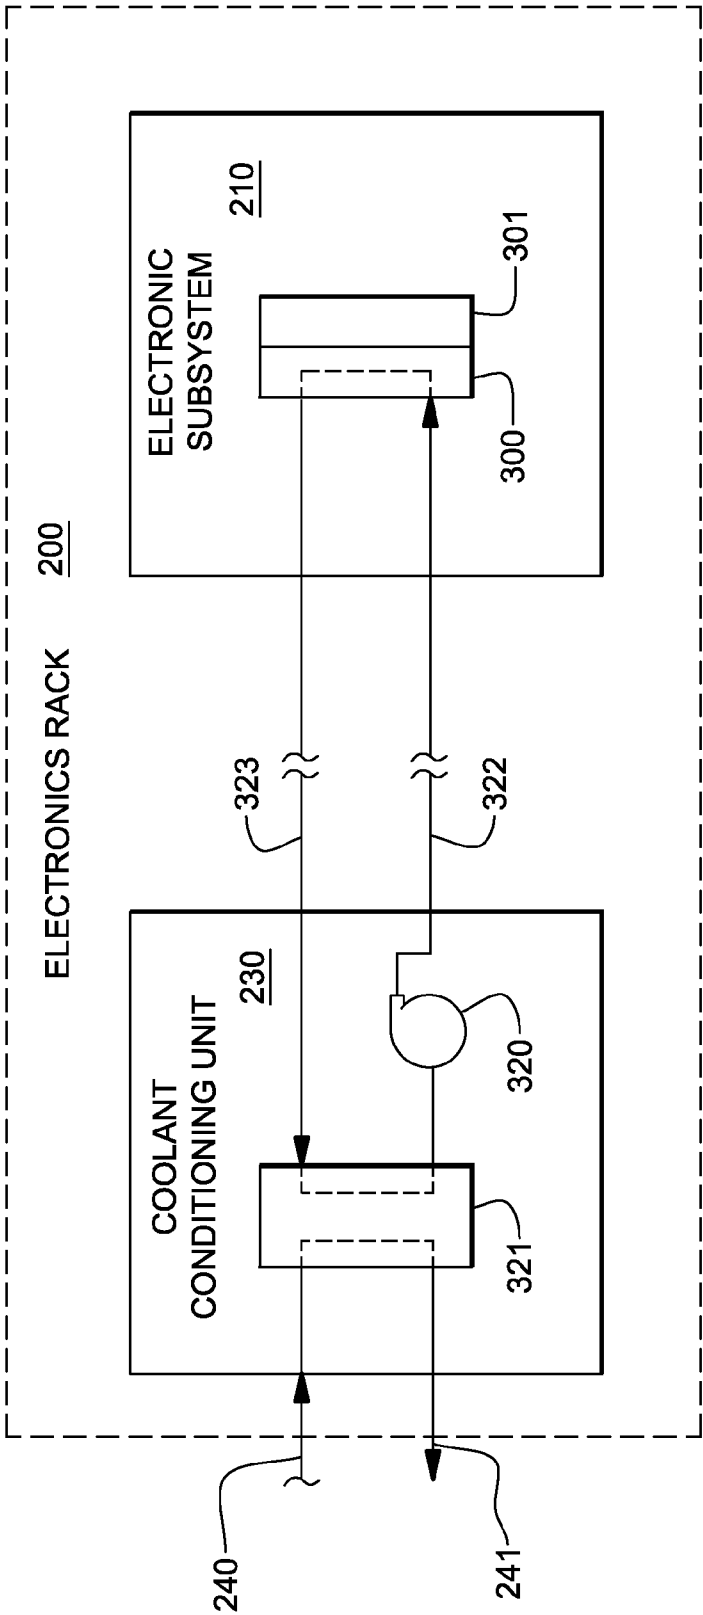 ELECTRONICS RACK
200
COOLANT
CONDITIONING UNIT
230
ELECTRONIC
SUBSYSTEM
210
323
322
320
321
300
301
240
241